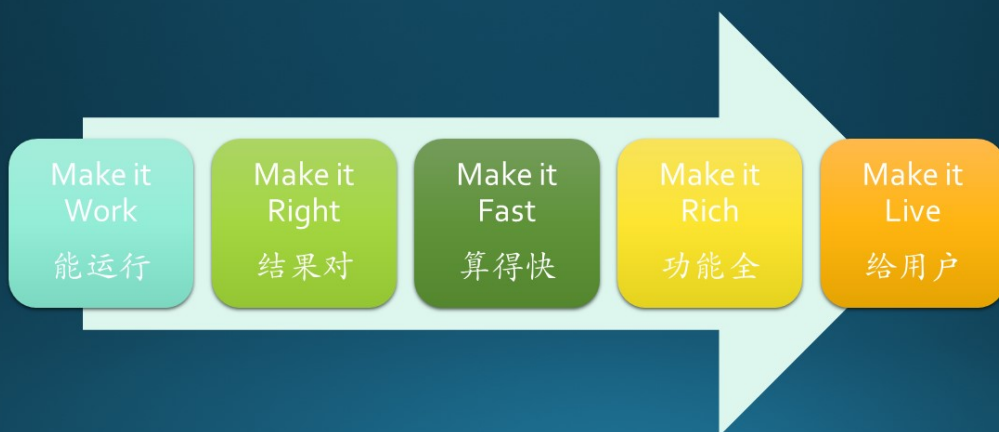 Make it
Work
能运行
Make it
Right
结果对
Make it
Fast
算得快
Make it
Rich
功能全
Make it
Live
给用户